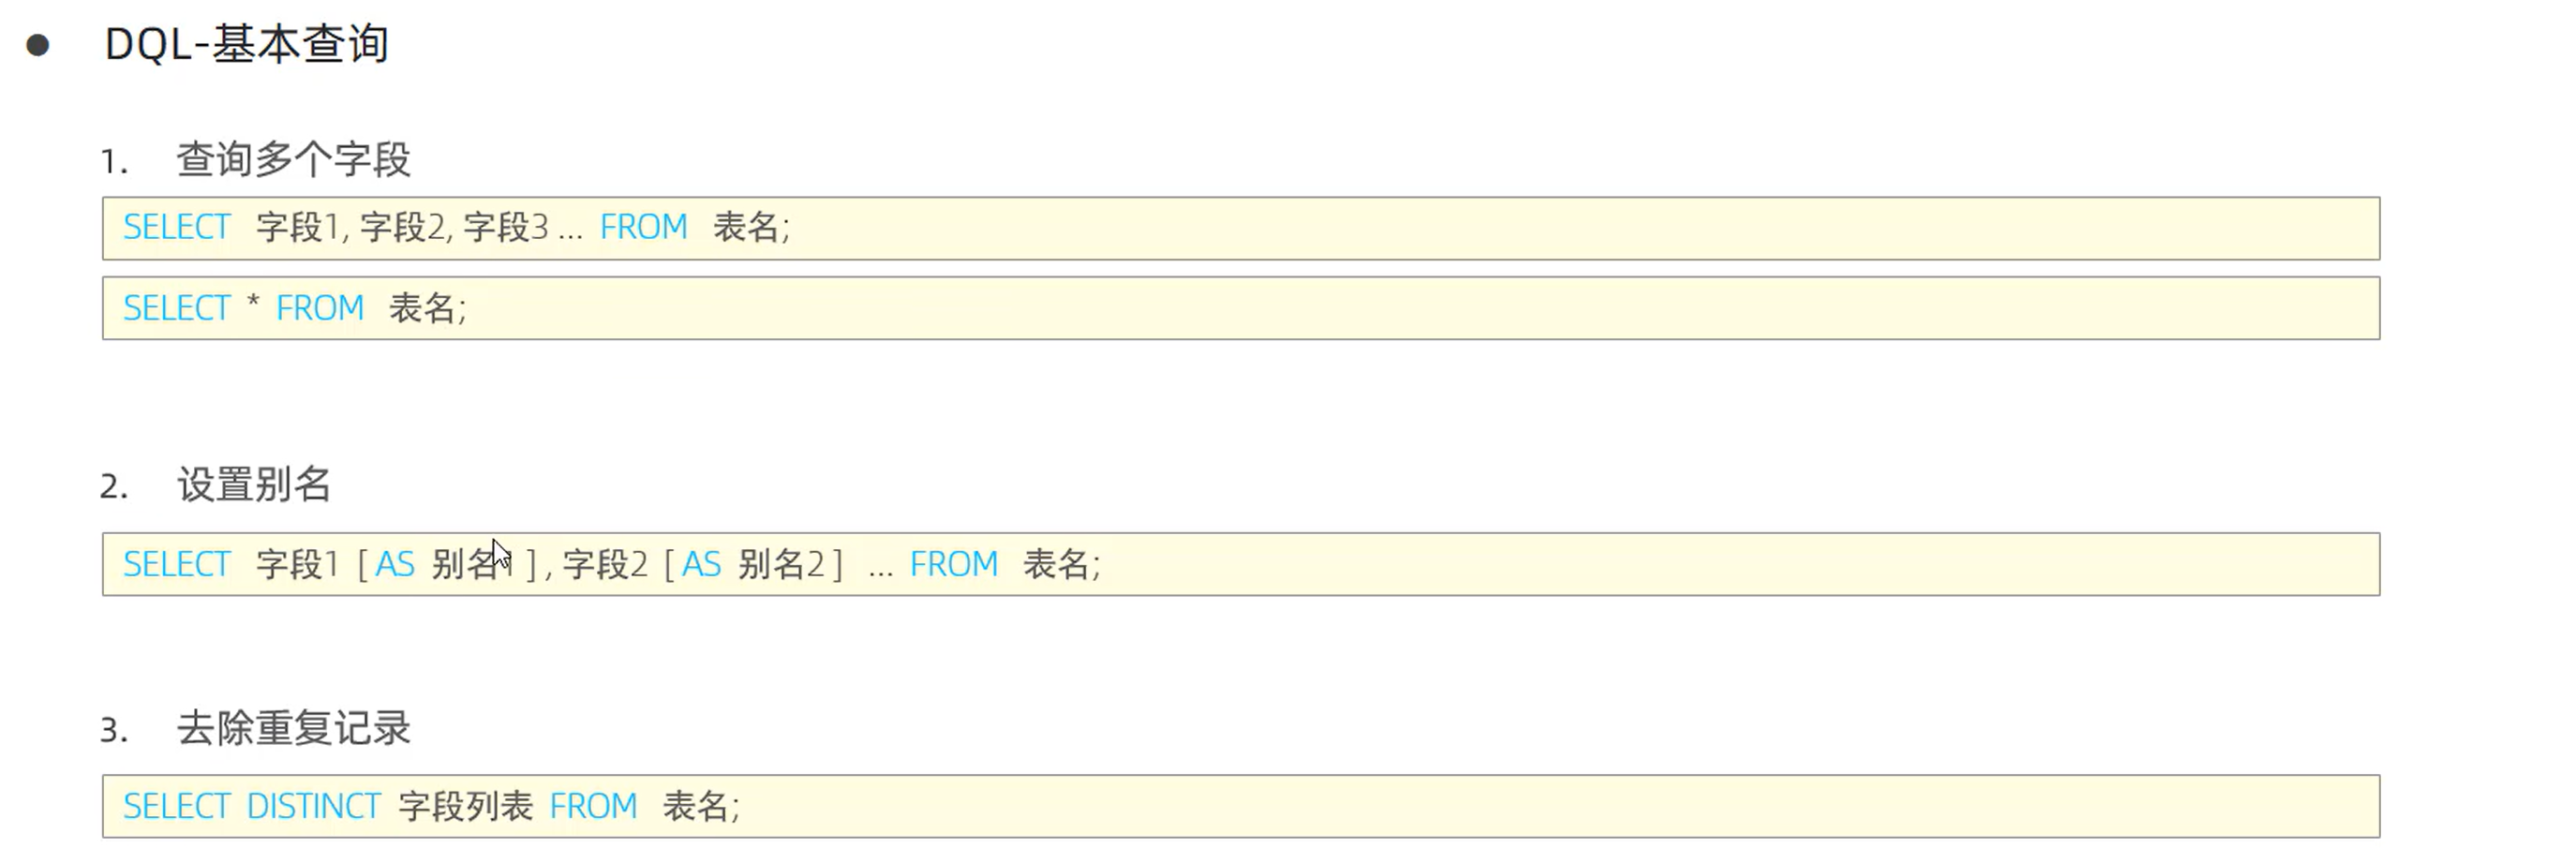 ● DQL-基本查询
1. 查询多个字段
SELECT 字段1, 字段2, 字段3 ... FROM 表名;
SELECT * FROM 表名;
2. 设置别名
SELECT 字段1 [ AS 别名1 ] , 字段2 [ AS 别名2 ] ... FROM 表名;
3. 去除重复记录
SELECT DISTINCT 字段列表 FROM 表名;